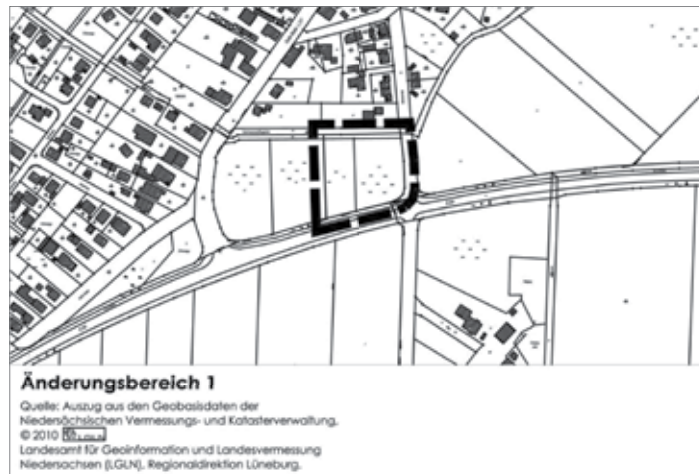 Änderungsbereich 1
Quelle: Auszug aus den Geobasisdaten der
Niedersächsischen Vermessungs- und Katasterverwaltung,
© 2010 LGLN
Landesamt für Geoinformation und Landesvermessung
Niedersachsen (LGLN), Regionaldirektion Lüneburg.